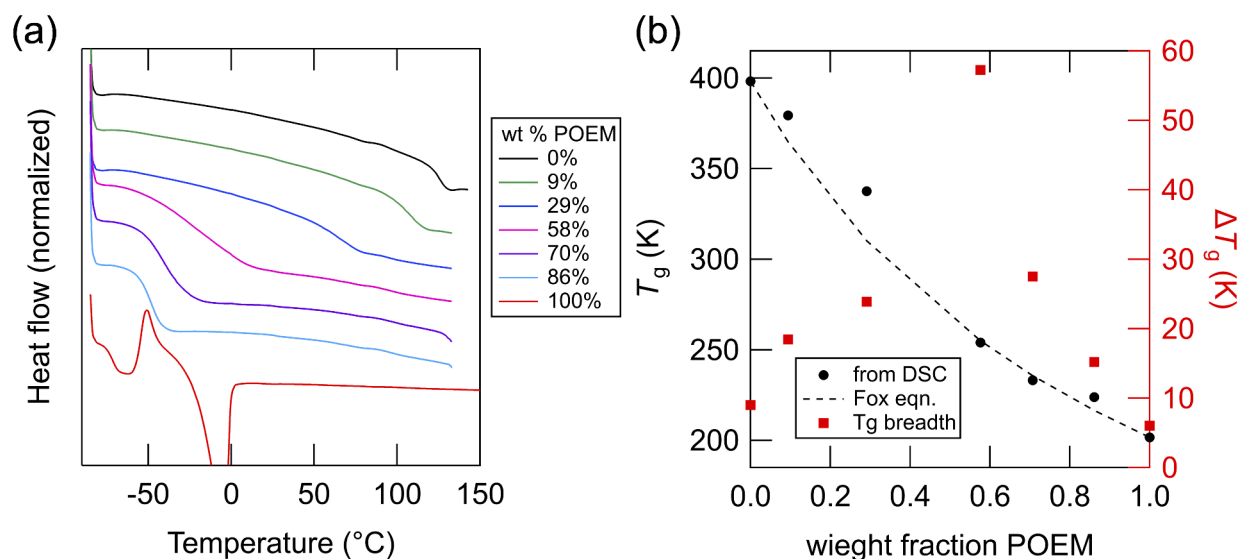 (a)
Heat flow (normalized)
-50
0
50
100
150
Temperature (°C)
wt % POEM
0%
9%
29%
58%
70%
86%
100%
(b)
400
350
300
250
200
Tg (K)
60
50
40
30
20
10
0
ΔTg (K)
from DSC
Fox eqn.
Tg breadth
0.0
0.2
0.4
0.6
0.8
1.0
wieght fraction POEM